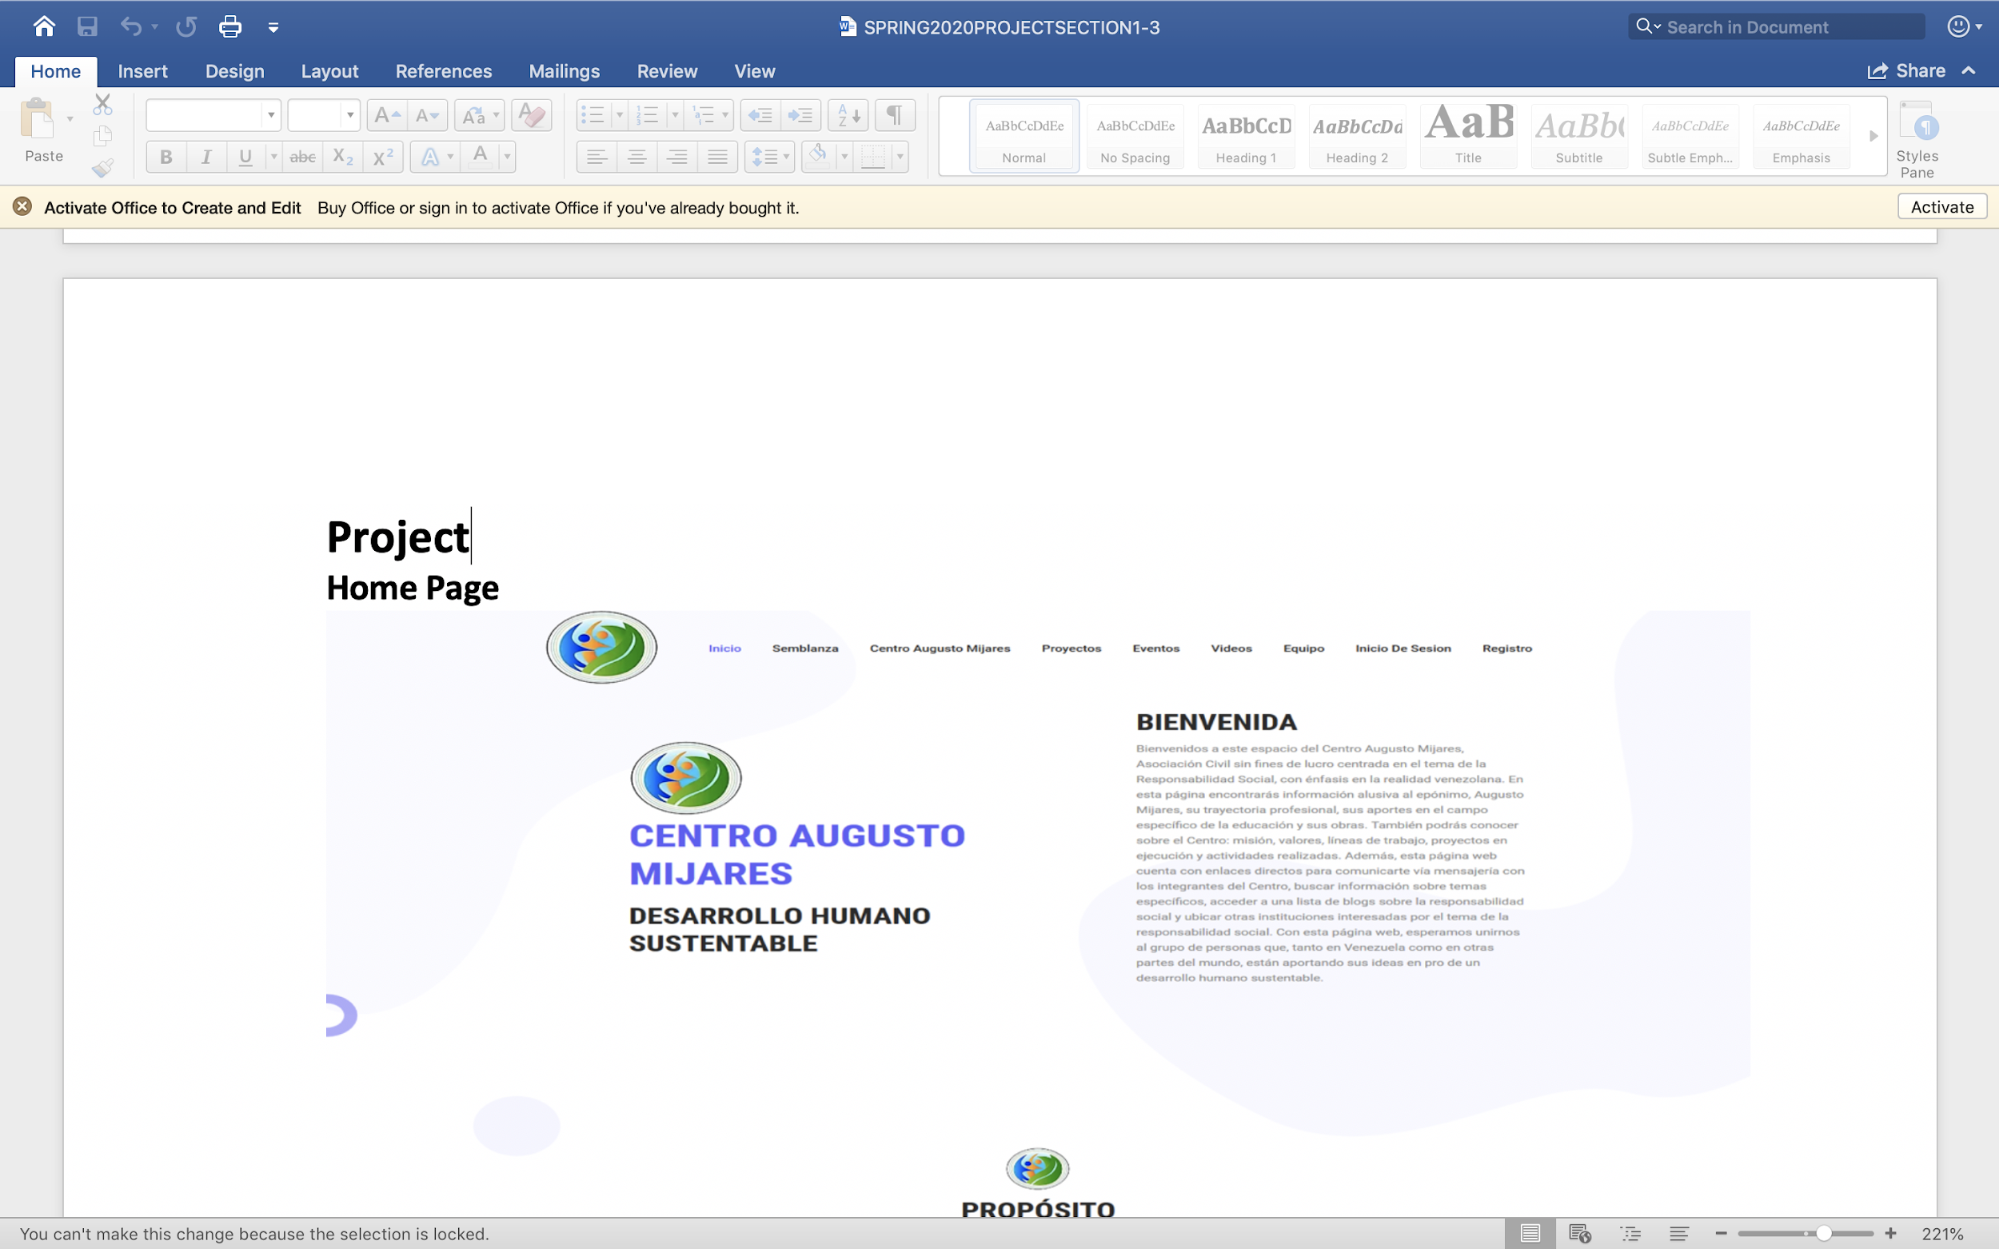 SPRING2020PROJECTSECTION1-3
Search in Document
Home Insert Design Layout References Mailings Review View Share
Paste
AaBbCcDdEe AaBbCcDdEe AaBbCcD AaBbCcDd AaB AaBb( AaBbCcDdEe AaBbCcDdEe
Normal No Spacing Heading 1 Heading 2 Title Subtitle Subtle Emph... Emphasis
Styles
Pane
B I U abc X₂ X² A A
Activate Office to Create and Edit Buy Office or sign in to activate Office if you've already bought it. Activate
Project
Home Page
Inicio Semblanza Centro Augusto Mijares Proyectos Eventos Videos Equipo Inicio De Sesion Registro
CENTRO AUGUSTO
MIJARES
DESARROLLO HUMANO
SUSTENTABLE
BIENVENIDA
Bienvenidos a este espacio del Centro Augusto Mijares,
Asociación Civil sin fines de lucro centrada en el tema de la
Responsabilidad Social, con énfasis en la realidad venezolana. En
esta página encontrarás información alusiva al epónimo, Augusto
Mijares, su trayectoria profesional, sus aportes en el campo
específico de la educación y sus obras. También podrás conocer
sobre el Centro: misión, valores, líneas de trabajo, proyectos en
ejecución y actividades realizadas. Además, esta página web
cuenta con enlaces directos para comunicarte vía mensajería con
los integrantes del Centro, buscar información sobre temas
específicos, acceder a una lista de blogs sobre la responsabilidad
social y ubicar otras instituciones interesadas por el tema de la
responsabilidad social. Con esta página web, esperamos unirnos
al grupo de personas que, tanto en Venezuela como en otras
partes del mundo, están aportando sus ideas en pro de un
desarrollo humano sustentable.
PROPÓSITO
You can't make this change because the selection is locked.
221%